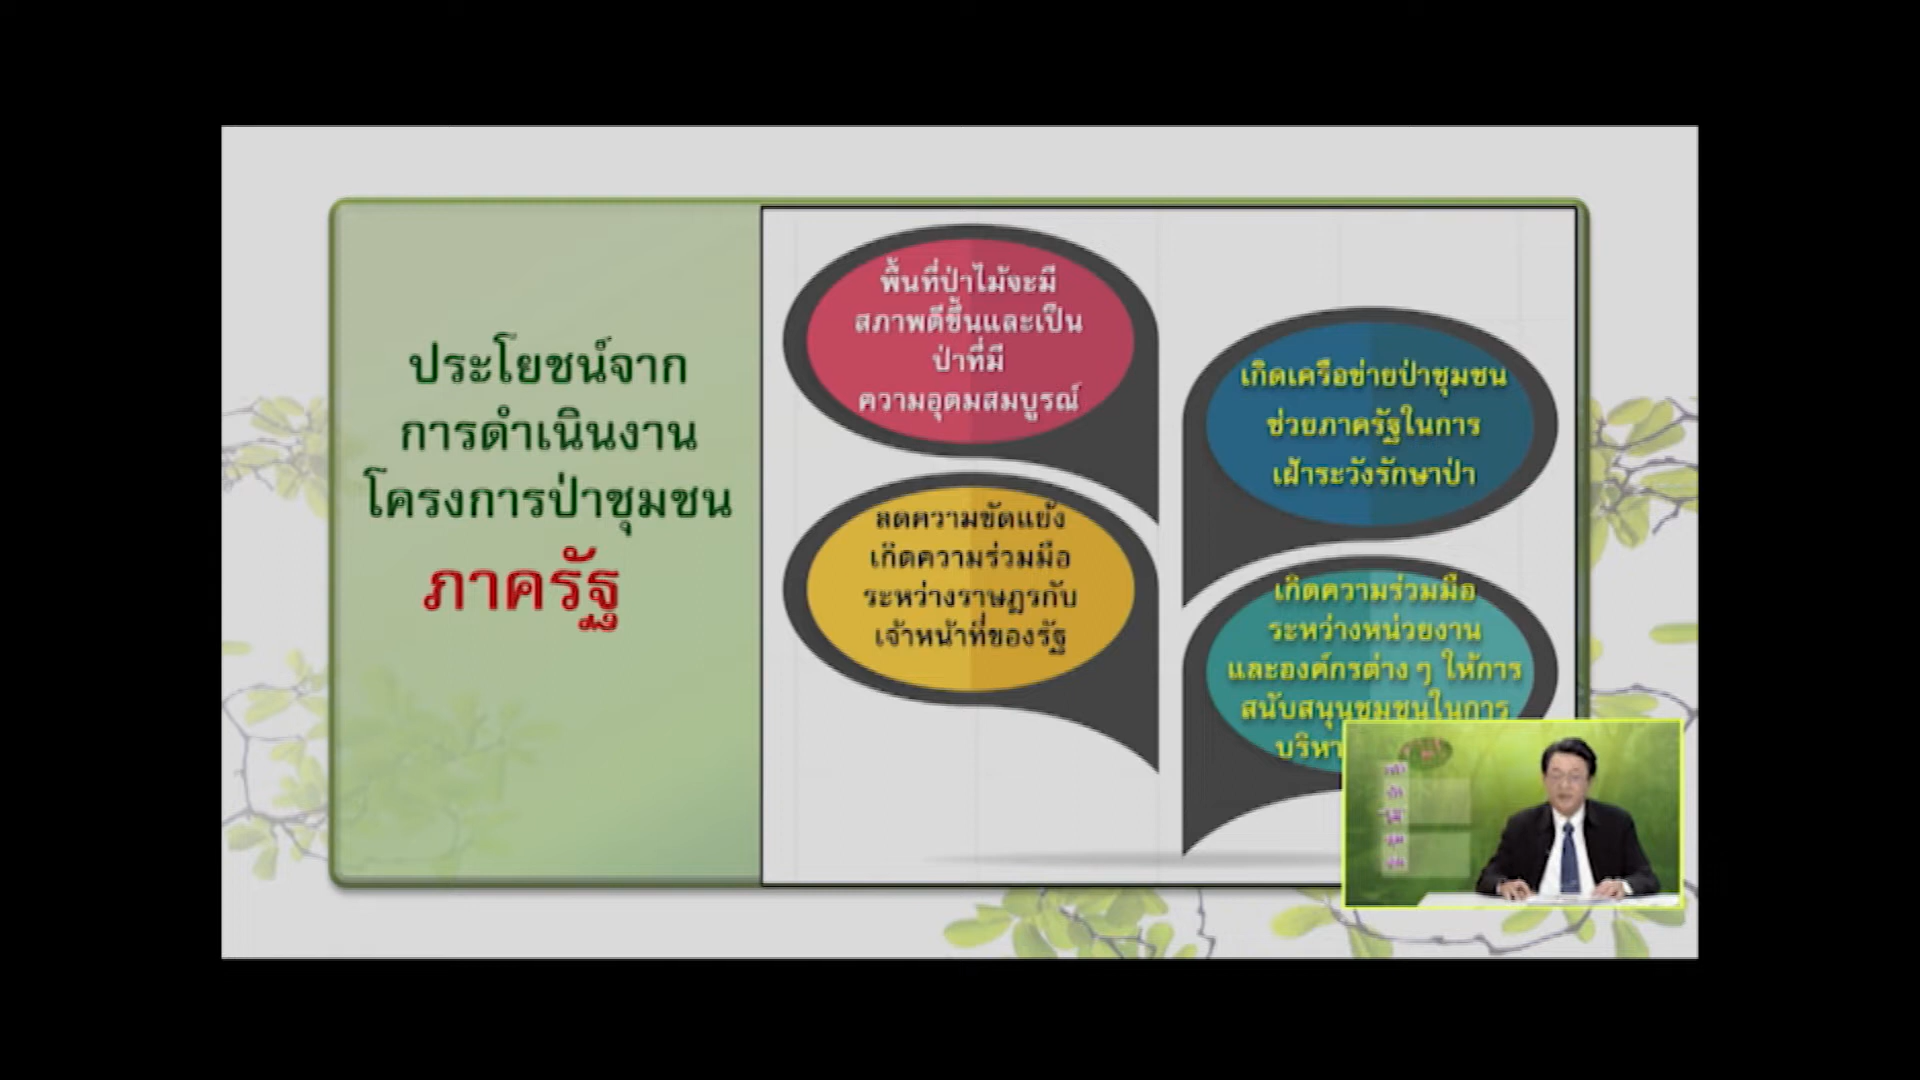 ประโยชน์จาก
การดำเนินงาน
โครงการป่าชุมชน
ภาครัฐ
พื้นที่ป่าไม้จะมี
สภาพดีขึ้นและเป็น
ป่าที่มี
ความอุดมสมบูรณ์
เกิดเครือข่ายป่าชุมชน
ช่วยภาครัฐในการ
เฝ้าระวังรักษาป่า
ลดความขัดแย้ง
เกิดความร่วมมือ
ระหว่างราษฎรกับ
เจ้าหน้าที่ของรัฐ
เกิดความร่วมมือ
ระหว่างหน่วยงาน
และองค์กรต่าง ๆ ให้การ
สนับสนุนชุมชนในการ